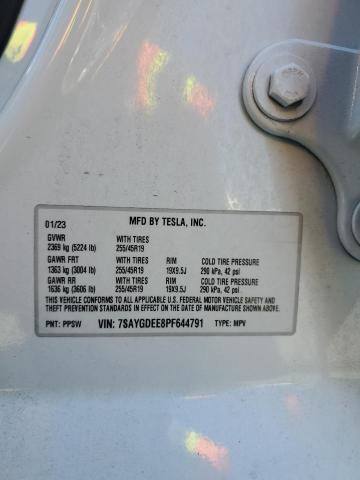 01/23 MFD BY TESLA, INC.
GVWR WITH TIRES
2369 kg (5224 lb) 255/45R19
GAWR FRT WITH TIRES RIM COLD TIRE PRESSURE
1363 kg (3004 lb) 255/45R19 19X9.5J 290 kPa, 42 psi
GAWR RR WITH TIRES RIM COLD TIRE PRESSURE
1636 kg (3606 lb) 255/45R19 19X9.5J 290 kPa, 42 psi
THIS VEHICLE CONFORMS TO ALL APPLICABLE U.S. FEDERAL MOTOR VEHICLE SAFETY AND
THEFT PREVENTION STANDARDS IN EFFECT ON THE DATE OF MANUFACTURE SHOWN ABOVE.
PNT: PPSW VIN: 7SAYGDEE8PF644791 TYPE: MPV